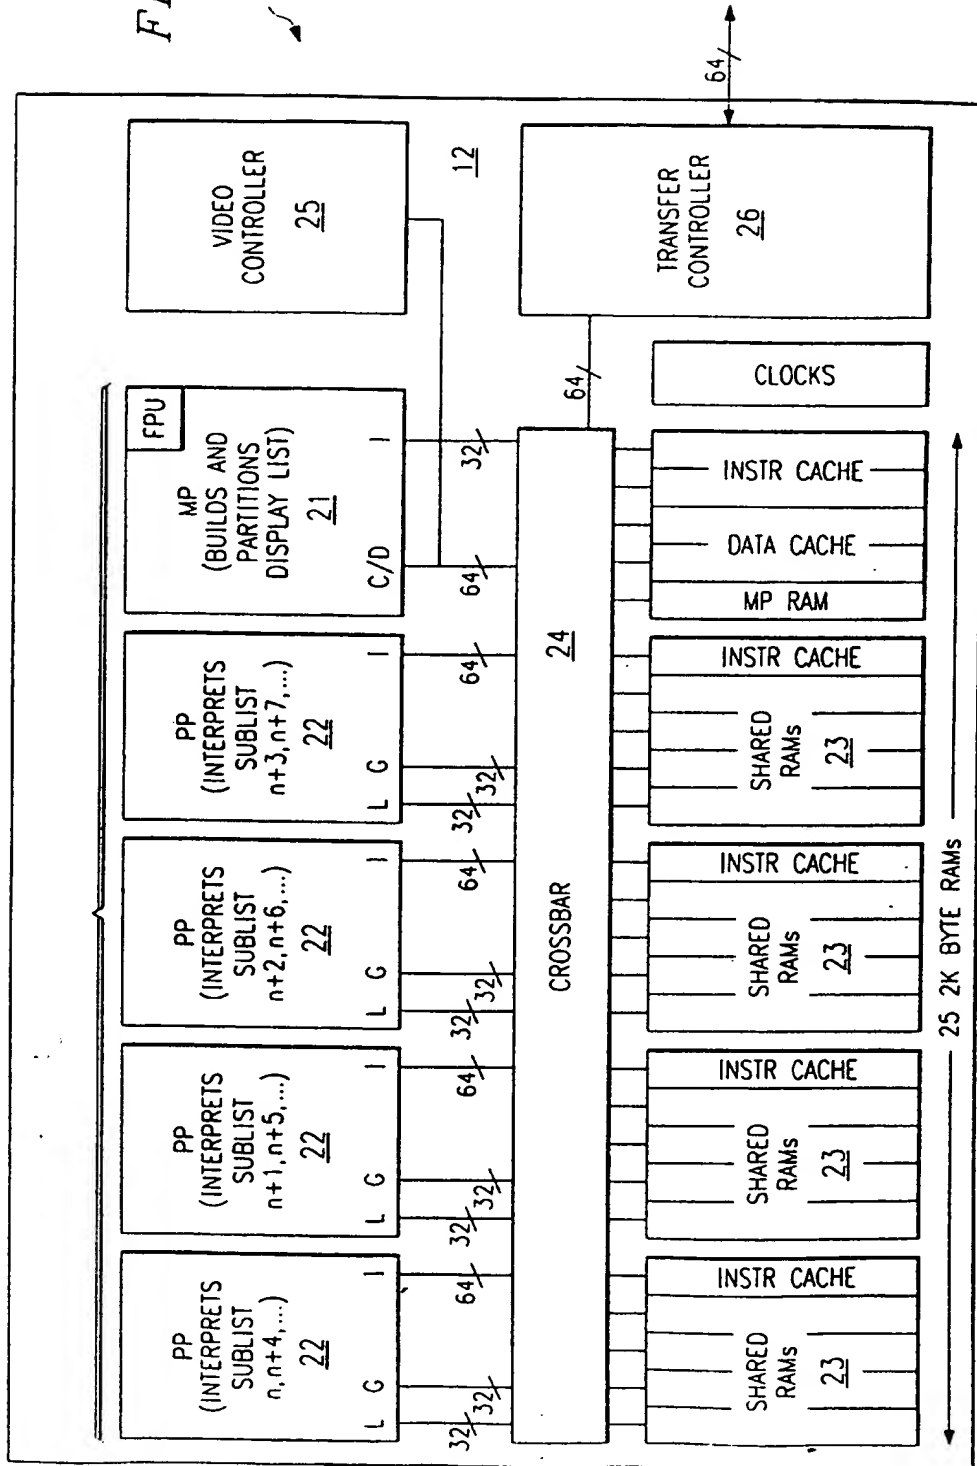 FI
64
VIDEO
CONTROLLER
25
12
TRANSFER
CONTROLLER
26
FPU
MP
(BUILDS AND
PARTITIONS
DISPLAY LIST)
21
C/D
I
64
32
64
CLOCKS
PP
(INTERPRETS
SUBLIST
n+3,n+7,...)
22
L
G
I
32
32
64
PP
(INTERPRETS
SUBLIST
n+2,n+6,...)
22
L
G
I
32
32
64
PP
(INTERPRETS
SUBLIST
n+1,n+5,...)
22
L
G
I
32
32
64
PP
(INTERPRETS
SUBLIST
n,n+4,...)
22
L
G
I
32
32
64
CROSSBAR
24
INSTR CACHE
DATA CACHE
MP RAM
INSTR CACHE
SHARED
RAMs
23
INSTR CACHE
SHARED
RAMs
23
INSTR CACHE
SHARED
RAMs
23
INSTR CACHE
SHARED
RAMs
23
25 2K BYTE RAMs